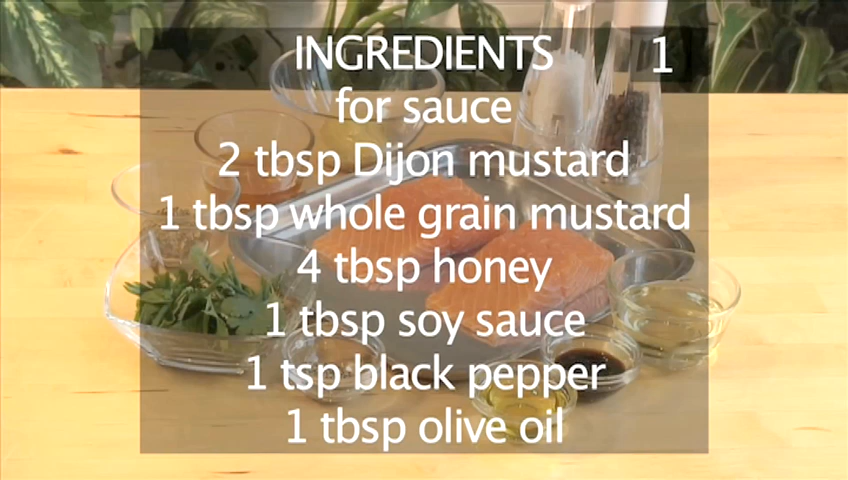 INGREDIENTS 1
for sauce
2 tbsp Dijon mustard
1 tbsp whole grain mustard
4 tbsp honey
1 tbsp soy sauce
1 tsp black pepper
1 tbsp olive oil